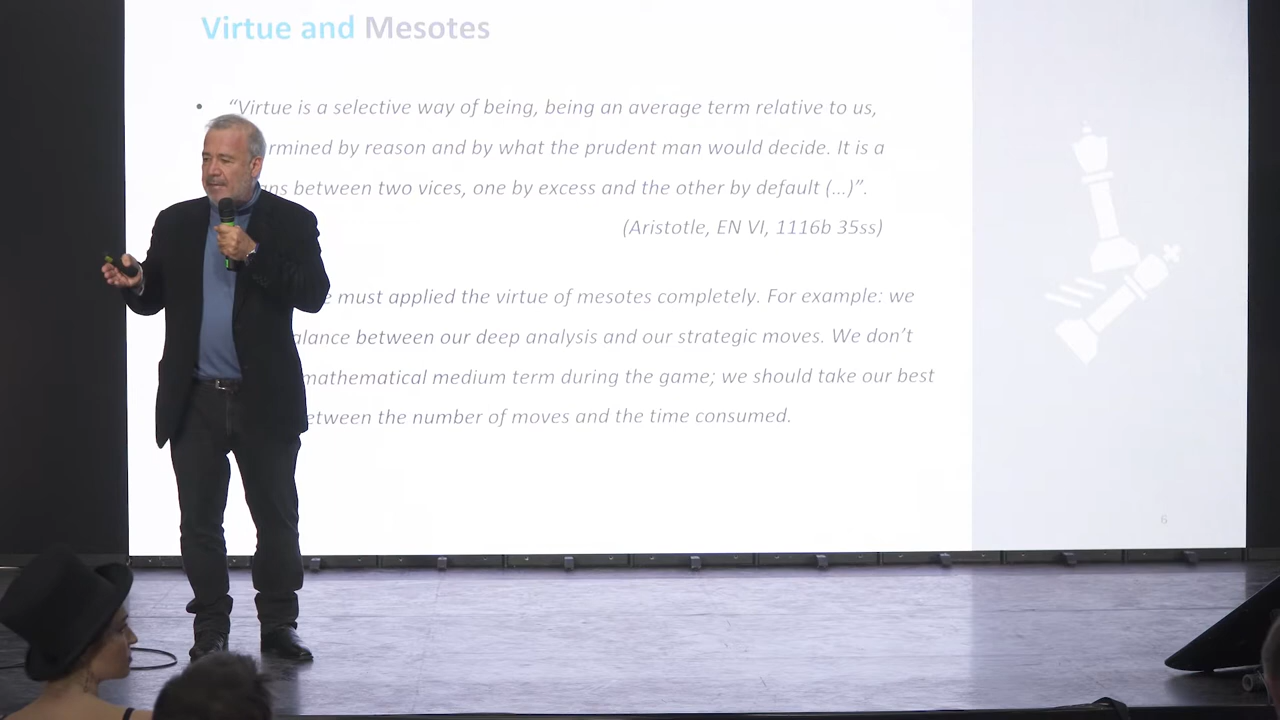 Virtue and Mesotes
• “Virtue is a selective way of being, being an average term relative to us,
rmined by reason and by what the prudent man would decide. It is a
ns between two vices, one by excess and the other by default (...)”.
(Aristotle, EN VI, 1116b 35ss)
e must applied the virtue of mesotes completely. For example: we
alance between our deep analysis and our strategic moves. We don’t
mathematical medium term during the game; we should take our best
etween the number of moves and the time consumed.
6